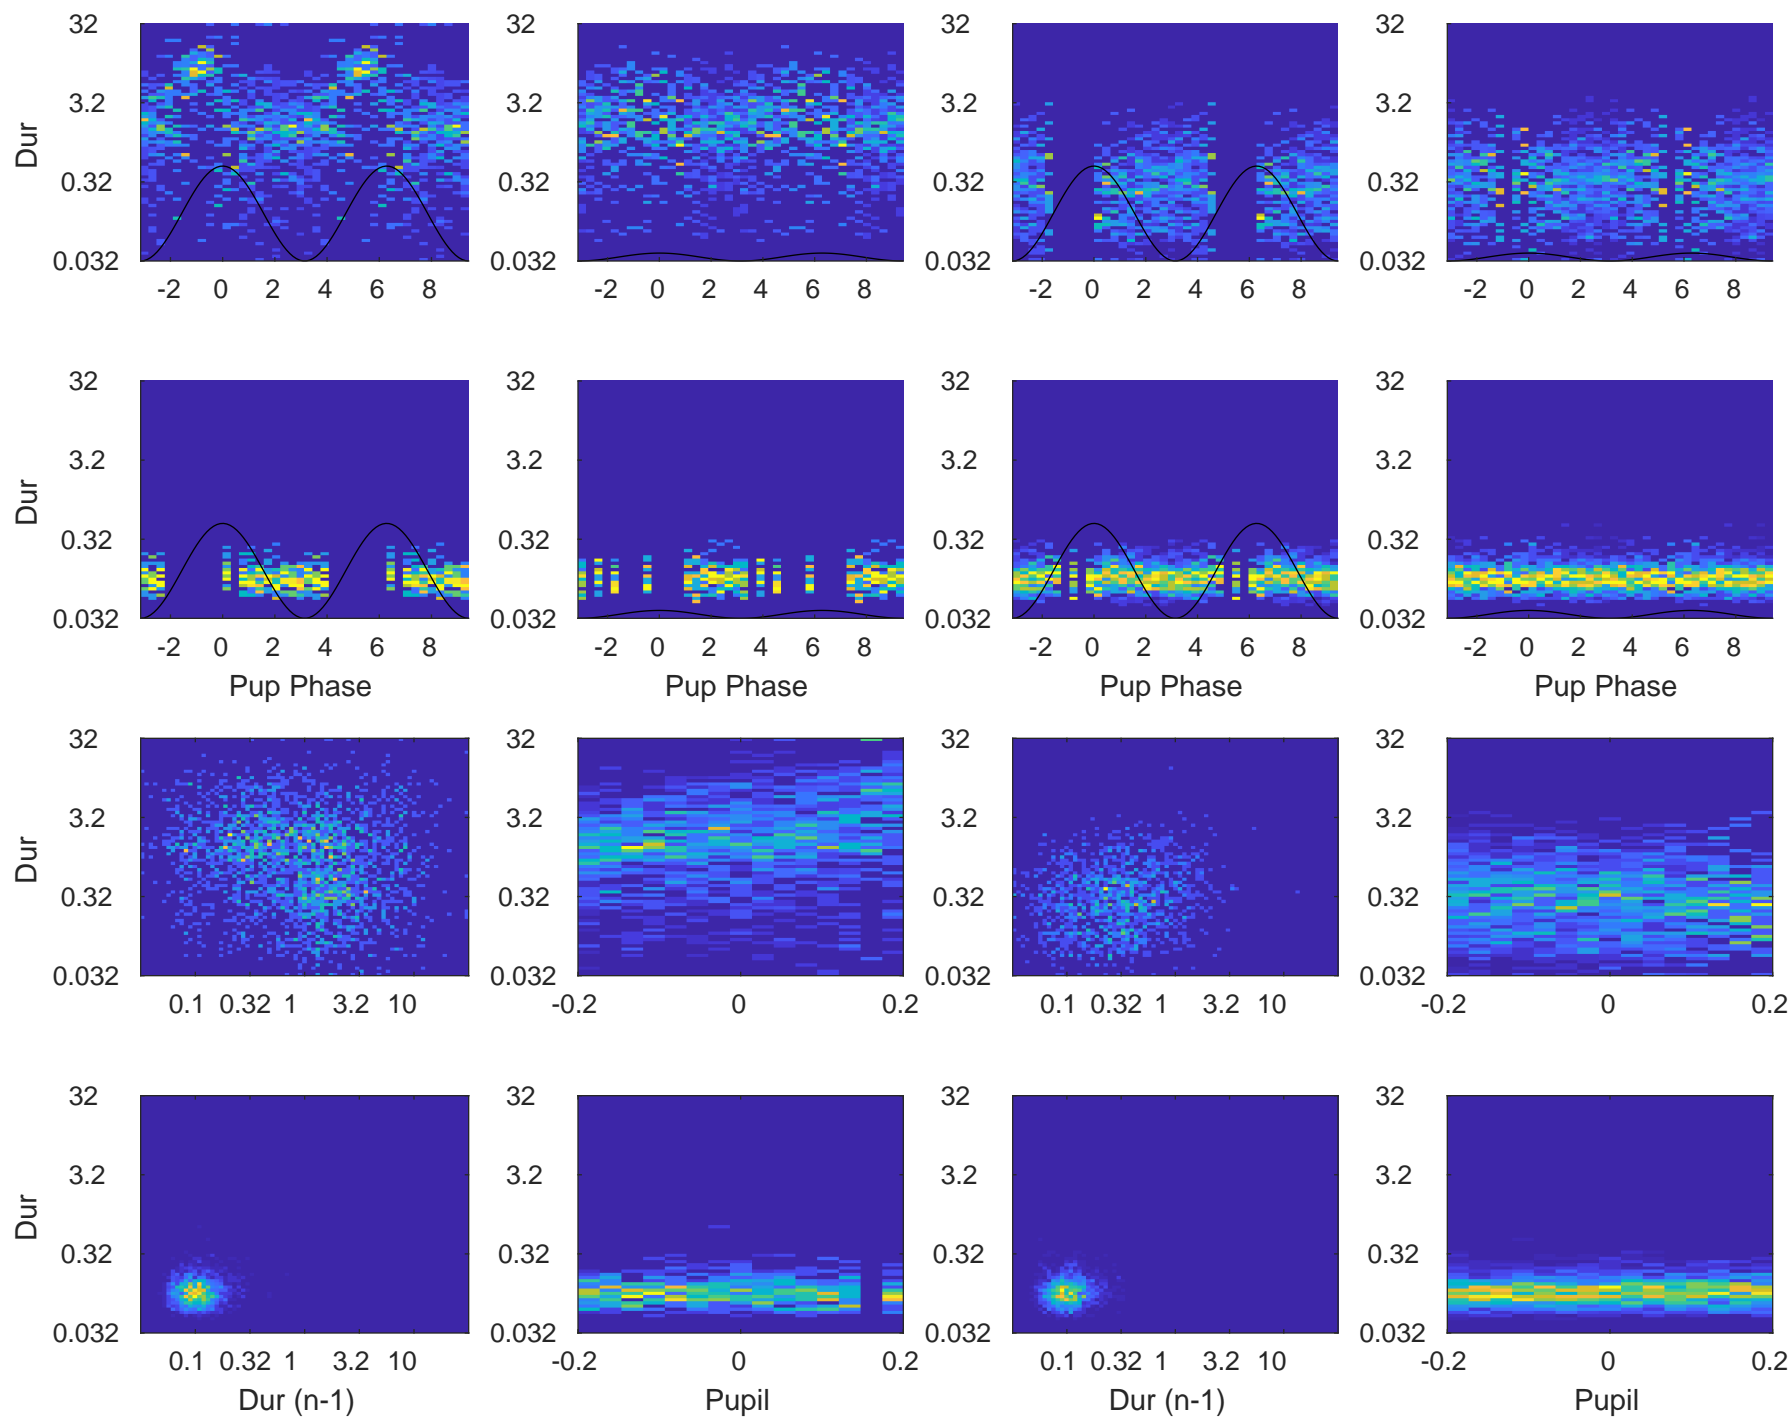 32 32 32 32
3.2 3.2 3.2 3.2
Dur
0.32 0.32 0.32 0.32
0.032 0.032 0.032 0.032
-2 0 2 4 6 8 -2 0 2 4 6 8 -2 0 2 4 6 8 -2 0 2 4 6 8
32 32 32 32
3.2 3.2 3.2 3.2
Dur
0.32 0.32 0.32 0.32
0.032 0.032 0.032 0.032
-2 0 2 4 6 8 -2 0 2 4 6 8 -2 0 2 4 6 8 -2 0 2 4 6 8
Pup Phase Pup Phase Pup Phase Pup Phase
32 32 32 32
3.2 3.2 3.2 3.2
Dur
0.32 0.32 0.32 0.32
0.032 0.032 0.032 0.032
0.1 0.32 1 3.2 10 -0.2 0 0.2 0.1 0.32 1 3.2 10 -0.2 0 0.2
32 32 32 32
3.2 3.2 3.2 3.2
Dur
0.32 0.32 0.32 0.32
0.032 0.032 0.032 0.032
0.1 0.32 1 3.2 10 -0.2 0 0.2 0.1 0.32 1 3.2 10 -0.2 0 0.2
Dur (n-1) Pupil Dur (n-1) Pupil